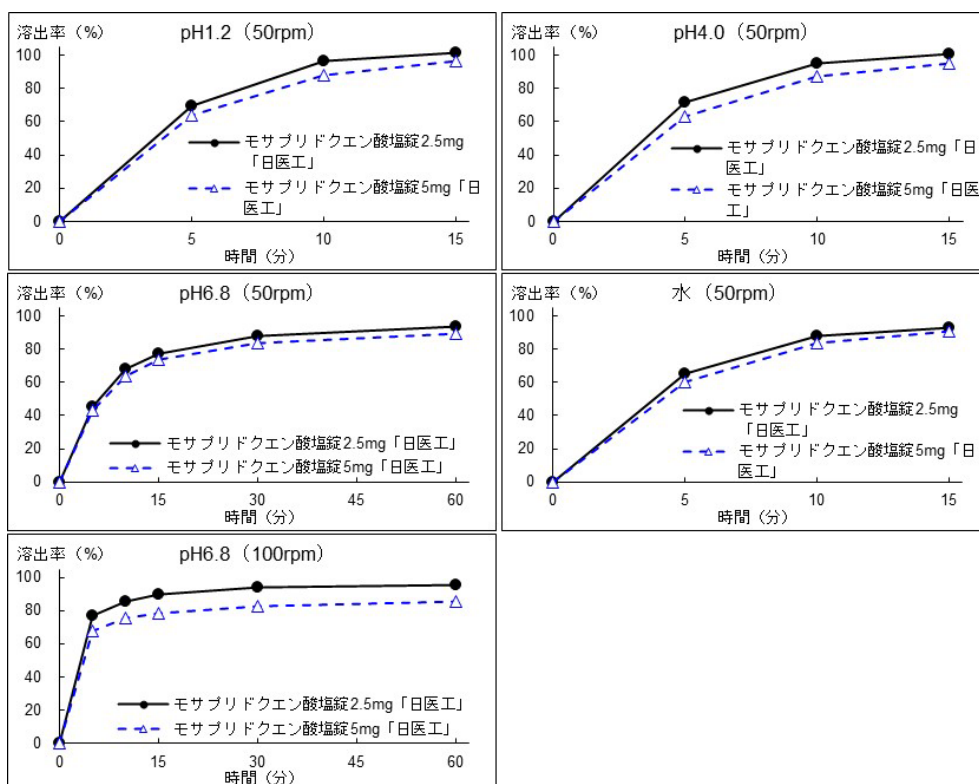 溶出率（%）
pH1.2（50rpm）
100
80
60
40
20
0
モサプリドクエン酸塩錠2.5mg
「日医工」
モサプリドクエン酸塩錠5mg「日
医工」
0 5 10 15
時間（分）
溶出率（%）
pH4.0（50rpm）
100
80
60
40
20
0
モサプリドクエン酸塩錠2.5mg
「日医工」
モサプリドクエン酸塩錠5mg「日医
工」
0 5 10 15
時間（分）
溶出率（%）
pH6.8（50rpm）
100
80
60
40
20
0
モサプリドクエン酸塩錠2.5mg「日医工」
モサプリドクエン酸塩錠5mg「日医工」
0 15 30 45 60
時間（分）
溶出率（%）
水（50rpm）
100
80
60
40
20
0
モサプリドクエン酸塩錠2.5mg
「日医工」
モサプリドクエン酸塩錠5mg「日
医工」
0 5 10 15
時間（分）
溶出率（%）
pH6.8（100rpm）
100
80
60
40
20
0
モサプリドクエン酸塩錠2.5mg「日医工」
モサプリドクエン酸塩錠5mg「日医工」
0 15 30 45 60
時間（分）